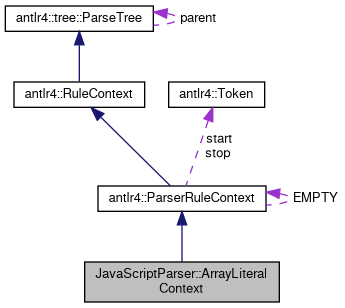 antlr4::tree::ParseTree
parent
antlr4::RuleContext
antlr4::Token
start
stop
antlr4::ParserRuleContext
EMPTY
JavaScriptParser::ArrayLiteral
Context